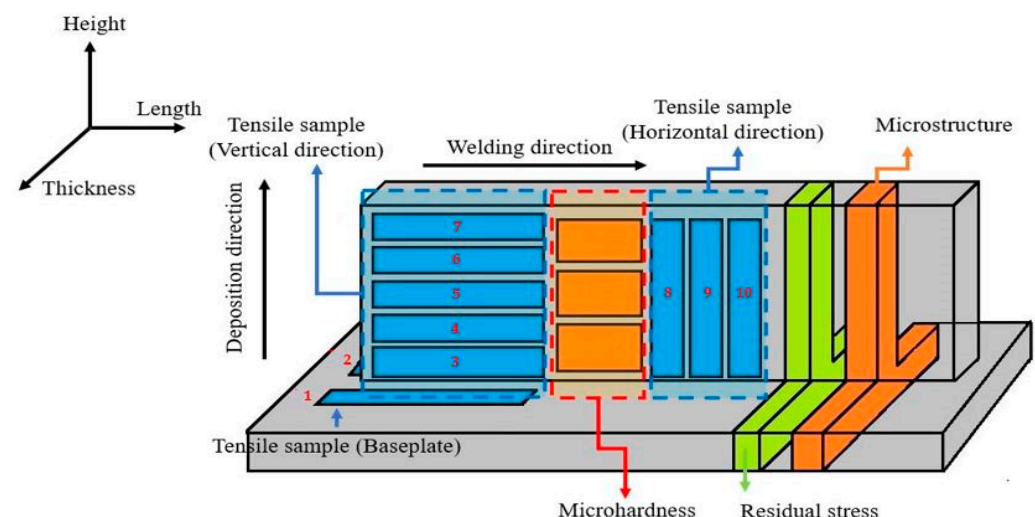 Height
Length
Thickness
Tensile sample
(Vertical direction)
Welding direction
Tensile sample
(Horizontal direction)
Microstructure
Deposition direction
7
6
5
4
3
2
1
8
9
10
Tensile sample (Baseplate)
Microhardness
Residual stress